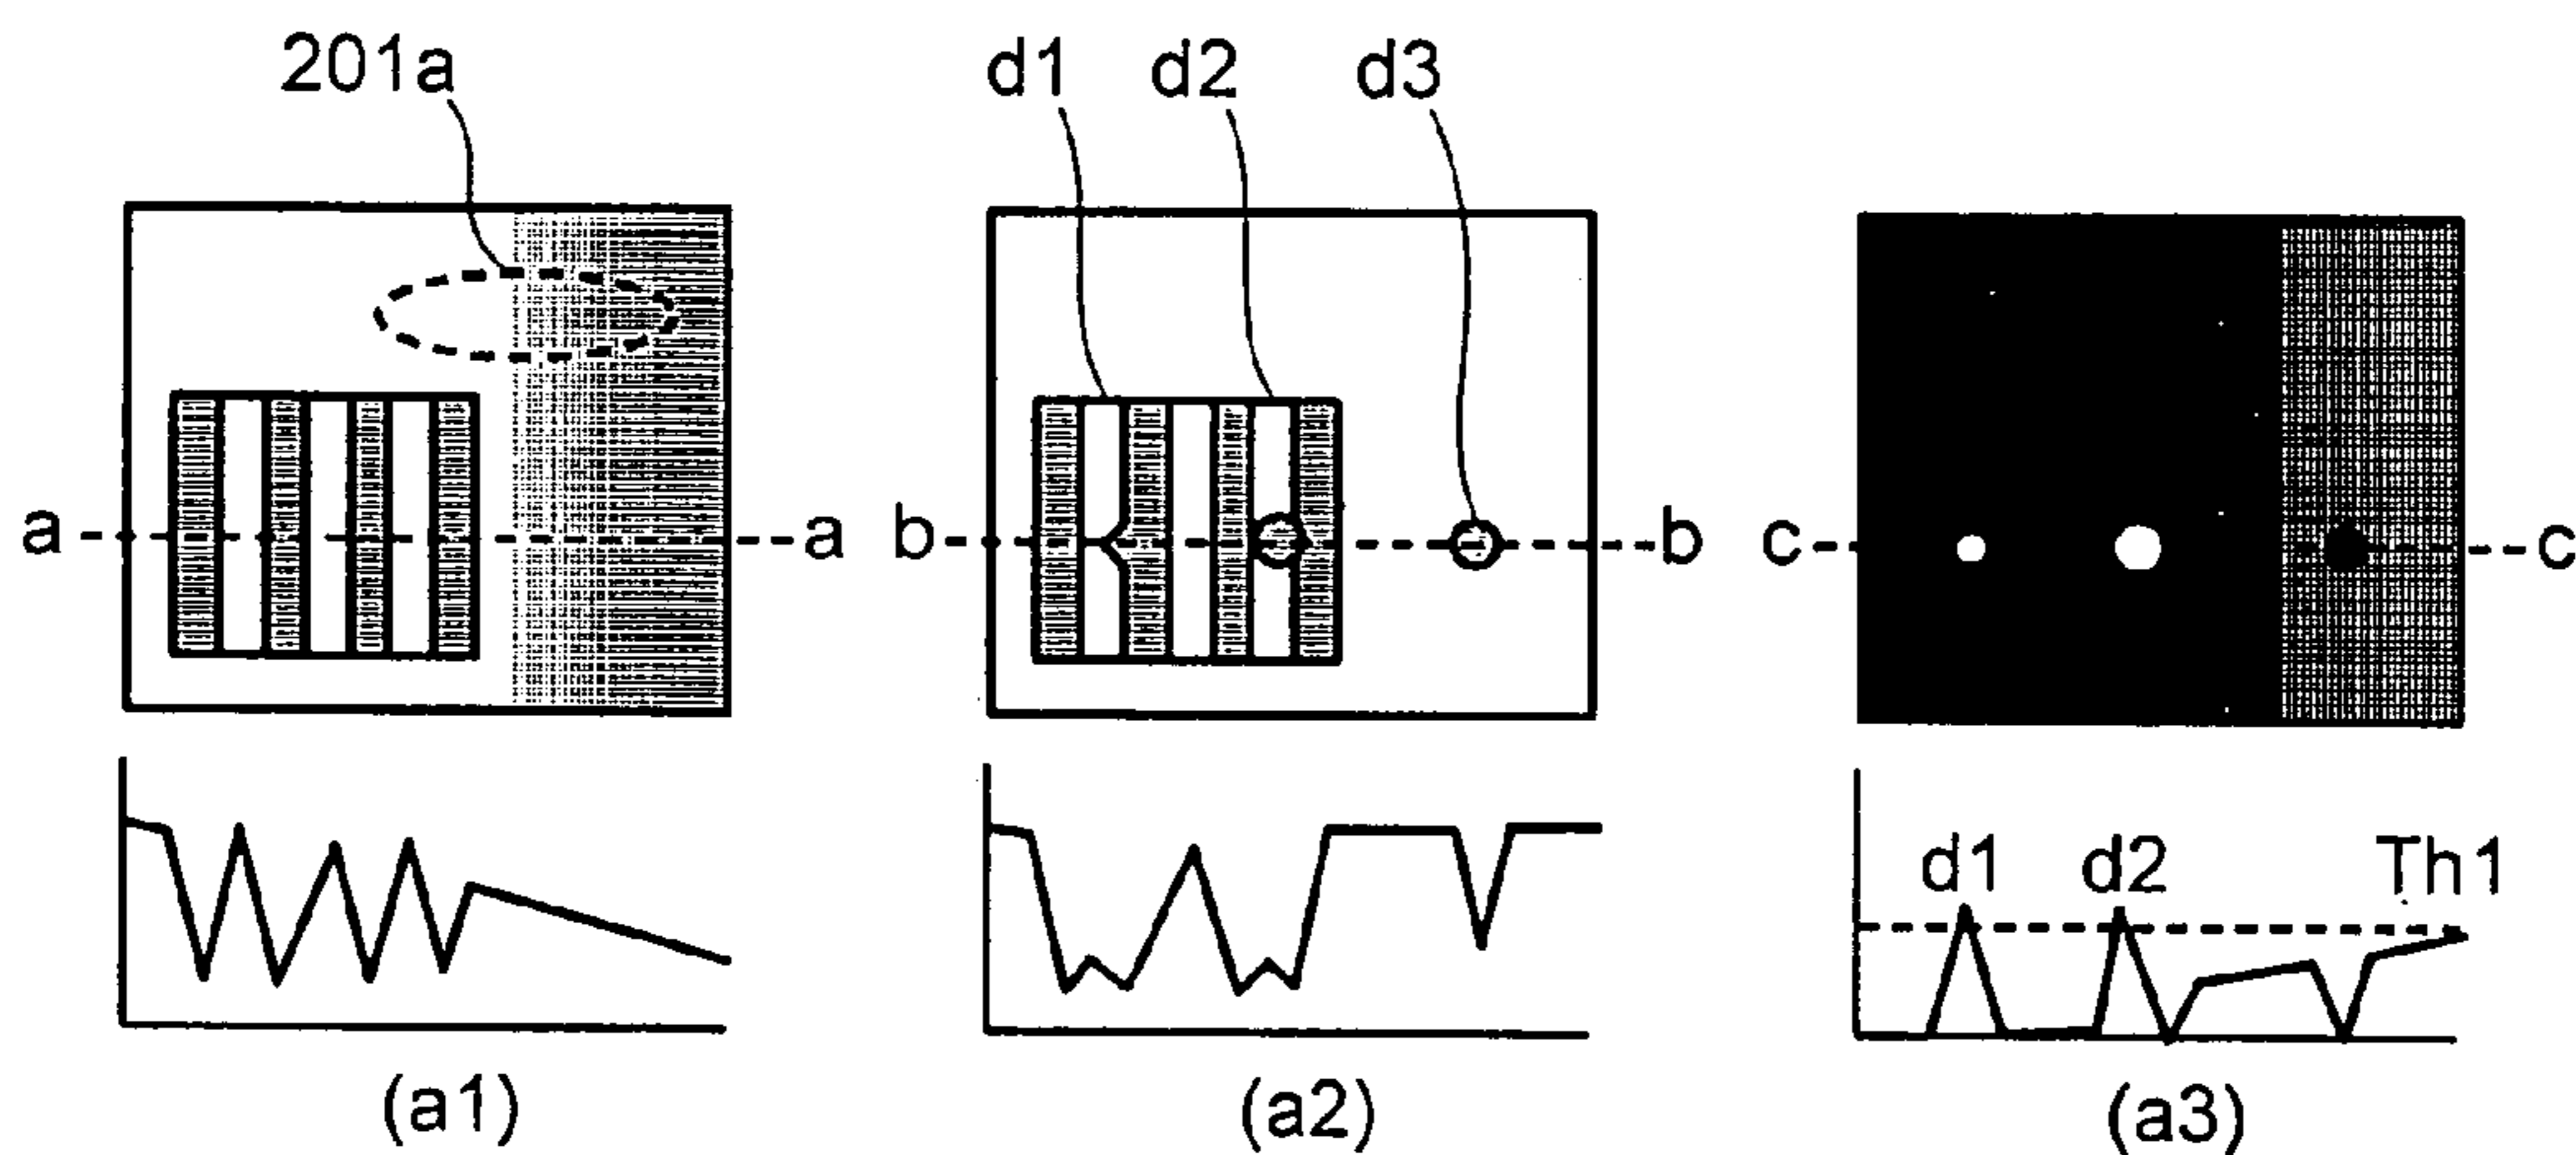 201a
d1 d2 d3
a a b b c c
d1 d2 Th1
(a1) (a2) (a3)